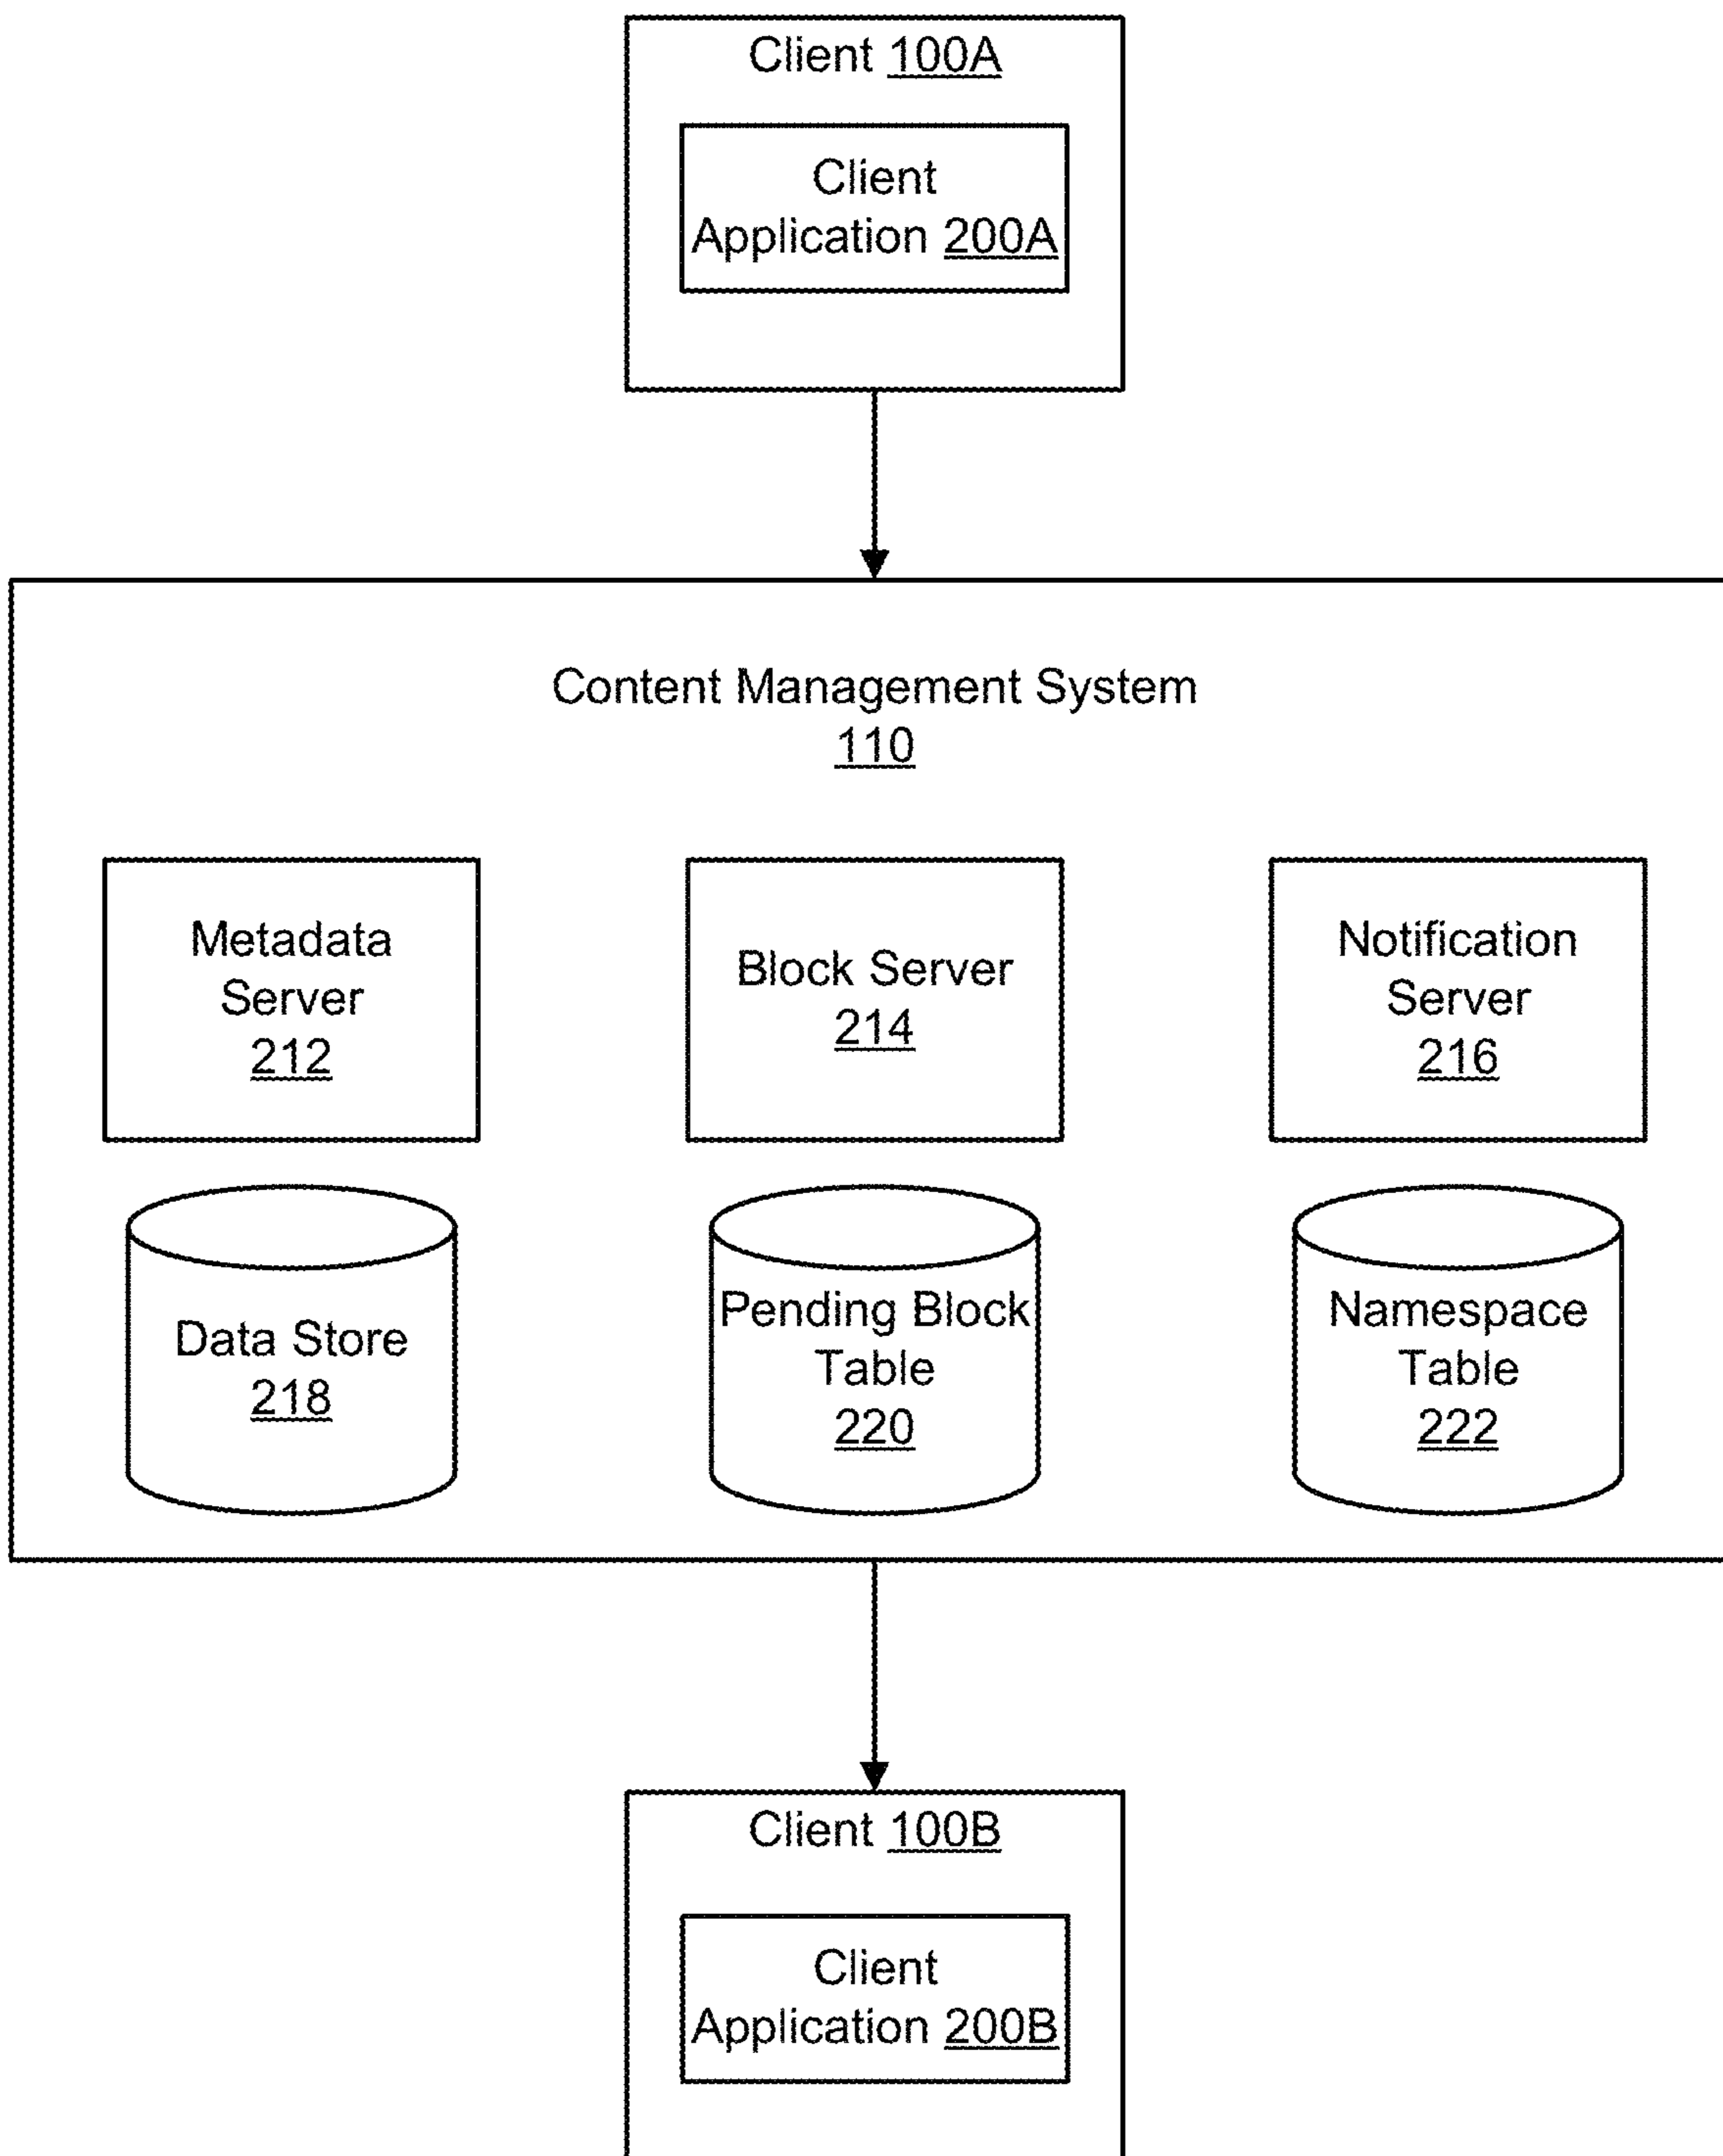 Client 100A
Client
Application 200A
Content Management System
110
Metadata
Server
212
Block Server
214
Notification
Server
216
Data Store
218
Pending Block
Table
220
Namespace
Table
222
Client 100B
Client
Application 200B